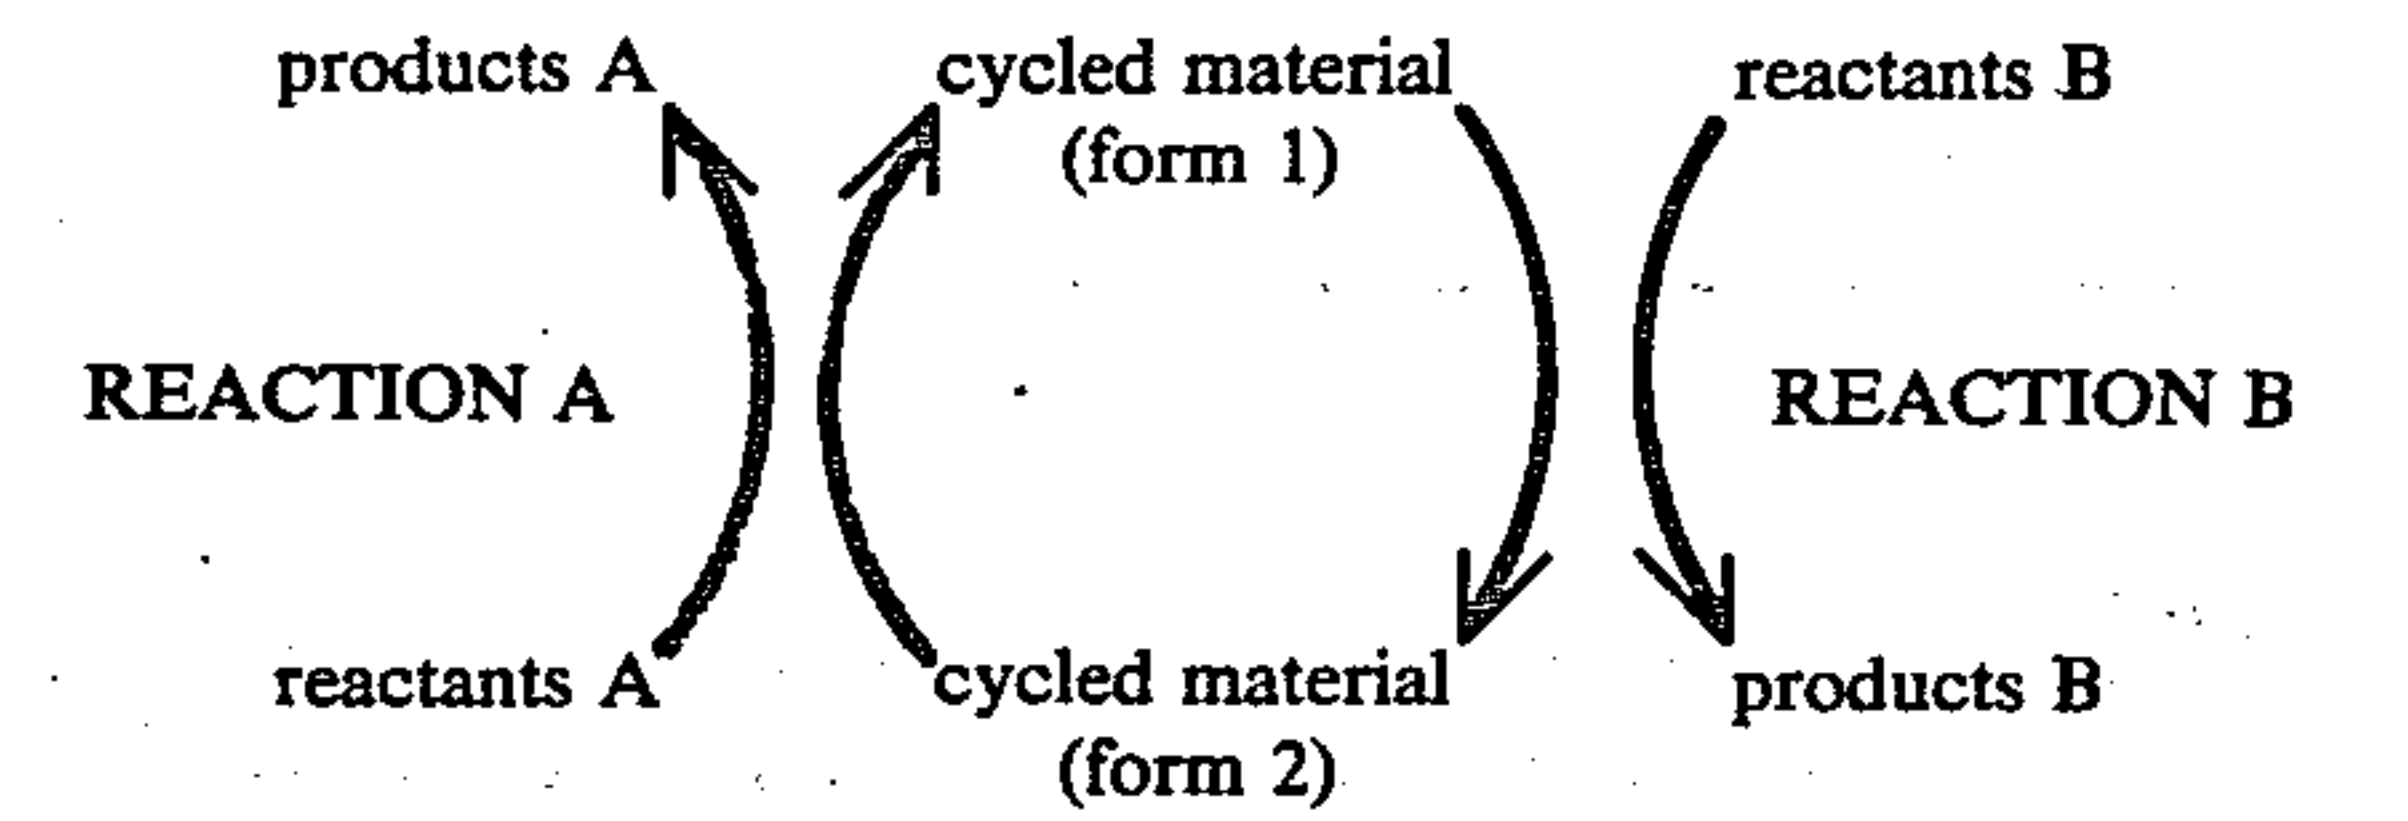 products A
cycled material
(form 1)
reactants B
REACTION A
REACTION B
reactants A
cycled material
(form 2)
products B